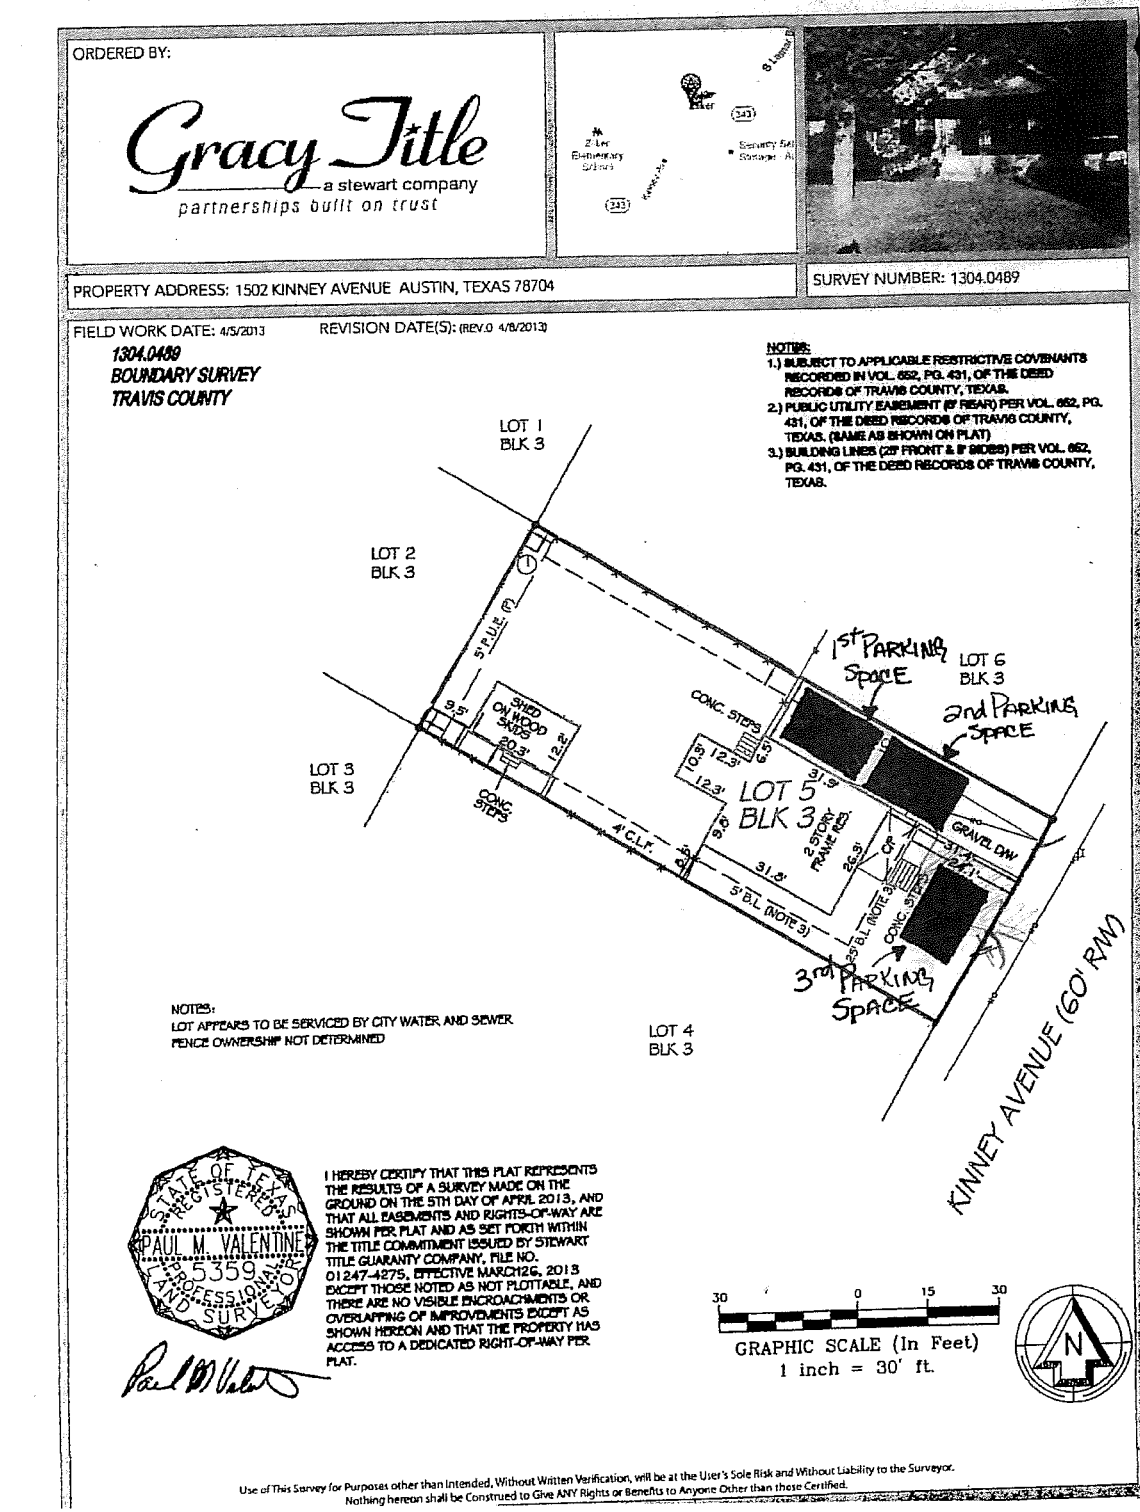 ORDERED BY:
Gracy Title
a stewart company
partnerships built on trust
S Lamar B
343
Zilker
Elementary
School
343
PROPERTY ADDRESS: 1502 KINNEY AVENUE AUSTIN, TEXAS 78704
SURVEY NUMBER: 1304.0489
FIELD WORK DATE: 4/5/2013
REVISION DATE(S): (REV.0 4/8/2013)
1304.0489
BOUNDARY SURVEY
TRAVIS COUNTY
NOTES:
1.) SUBJECT TO APPLICABLE RESTRICTIVE COVENANTS
RECORDED IN VOL. 652, PG. 431, OF THE DEED
RECORDS OF TRAVIS COUNTY, TEXAS.
2.) PUBLIC UTILITY EASEMENT (5' REAR) PER VOL. 652, PG.
431, OF THE DEED RECORDS OF TRAVIS COUNTY,
TEXAS. (SAME AS SHOWN ON PLAT)
3.) BUILDING LINES (25' FRONT & 5' SIDES) PER VOL. 652,
PG. 431, OF THE DEED RECORDS OF TRAVIS COUNTY,
TEXAS.
LOT 1
BLK 3
LOT 2
BLK 3
5' P.U.E. (P)
1st PARKING
SPACE
LOT 6
BLK 3
2nd PARKING
SPACE
9.5'
SHED
ON WOOD
SKIDS
20.3'
12.2'
CONC. STEPS
6.5'
10.3'
12.3'
12.3'
31.9'
LOT 3
BLK 3
CONC.
STEPS
LOT 5
BLK 3
4' C.L.F.
9.8'
2 STORY
FRAME RES.
GRAVEL D/W
31.4'
24.1'
26.3'
CP
31.8'
5' B.L. (NOTE 3)
25' B.L. (NOTE 3)
CONC. STEPS
3rd PARKING
SPACE
KINNEY AVENUE (60' R/W)
NOTES:
LOT APPEARS TO BE SERVICED BY CITY WATER AND SEWER
FENCE OWNERSHIP NOT DETERMINED
LOT 4
BLK 3
STATE OF TEXAS
REGISTERED
PAUL M. VALENTINE
5359
PROFESSIONAL
LAND SURVEYOR
I HEREBY CERTIFY THAT THIS PLAT REPRESENTS
THE RESULTS OF A SURVEY MADE ON THE
GROUND ON THE 5TH DAY OF APRIL 2013, AND
THAT ALL EASEMENTS AND RIGHTS-OF-WAY ARE
SHOWN PER PLAT AND AS SET FORTH WITHIN
THE TITLE COMMITMENT ISSUED BY STEWART
TITLE GUARANTY COMPANY, FILE NO.
01247-4275, EFFECTIVE MARCH26, 2013
EXCEPT THOSE NOTED AS NOT PLOTTABLE, AND
THERE ARE NO VISIBLE ENCROACHMENTS OR
OVERLAPPING OF IMPROVEMENTS EXCEPT AS
SHOWN HEREON AND THAT THE PROPERTY HAS
ACCESS TO A DEDICATED RIGHT-OF-WAY PER
PLAT.
30 0 15 30
GRAPHIC SCALE (In Feet)
1 inch = 30' ft.
N
Use of This Survey for Purposes other than Intended, Without Written Verification, will be at the User's Sole Risk and Without Liability to the Surveyor.
Nothing hereon shall be Construed to Give ANY Rights or Benefits to Anyone Other than those Certified.